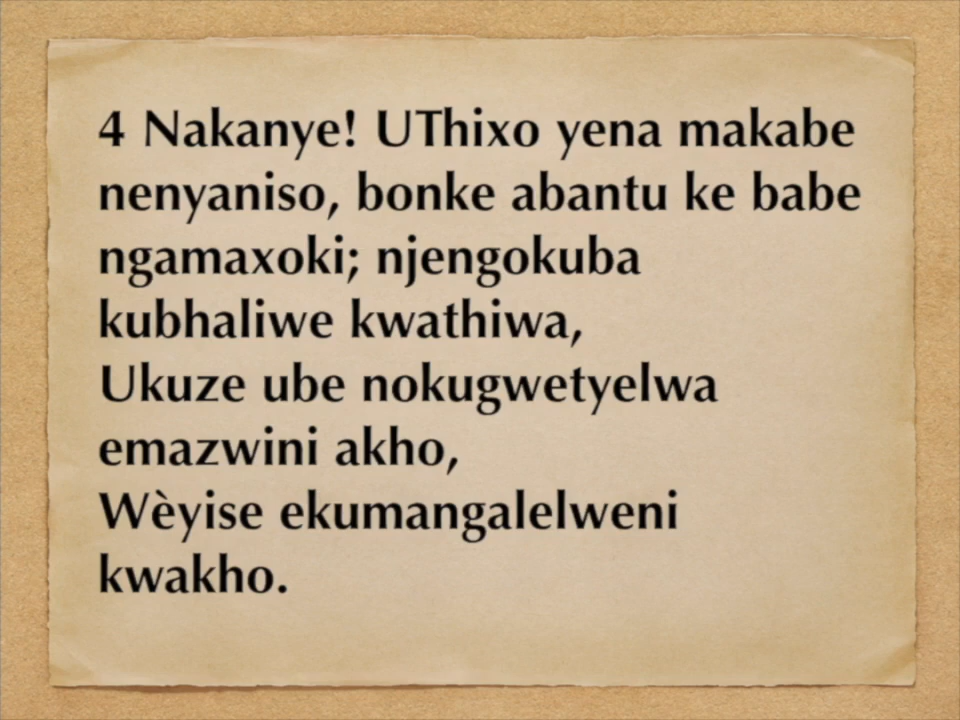 4 Nakanye! UThixo yena makabe
nenyaniso, bonke abantu ke babe
ngamaxoki; njengokuba
kubhaliwe kwathiwa,
Ukuze ube nokugwetyelwa
emazwini akho,
Wèyise ekumangalelweni
kwakho.